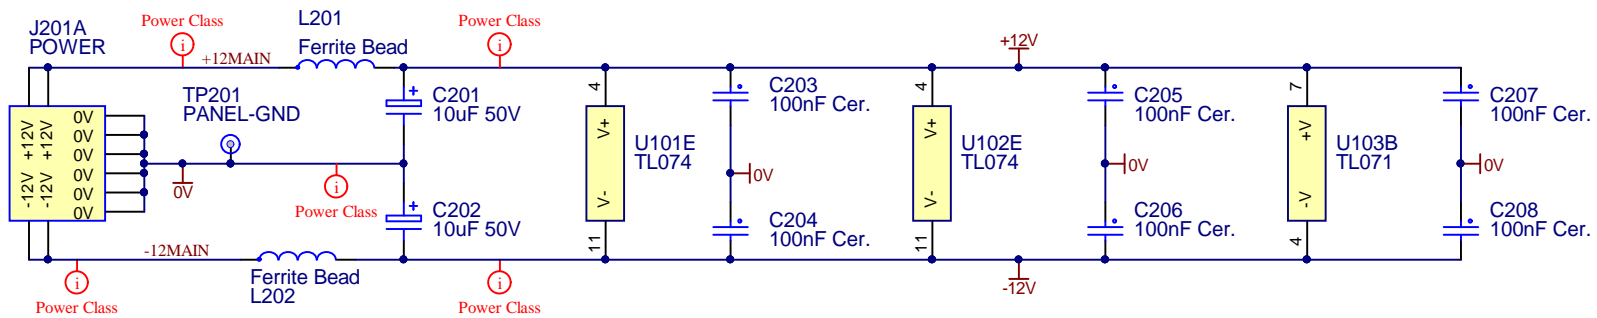 J201A
POWER
Power Class
+12MAIN
L201
Ferrite Bead
Power Class
+12V
+12V
+12V
-12V
-12V
0V
0V
0V
0V
0V
0V
TP201
PANEL-GND
0V
Power Class
C201
10uF 50V
C202
10uF 50V
-12MAIN
Ferrite Bead
L202
Power Class
Power Class
4
V+
V-
11
U101E
TL074
C203
100nF Cer.
0V
C204
100nF Cer.
4
V+
V-
11
U102E
TL074
-12V
C205
100nF Cer.
0V
C206
100nF Cer.
7
+V
-V
4
U103B
TL071
C207
100nF Cer.
0V
C208
100nF Cer.
i
i
i
i
i